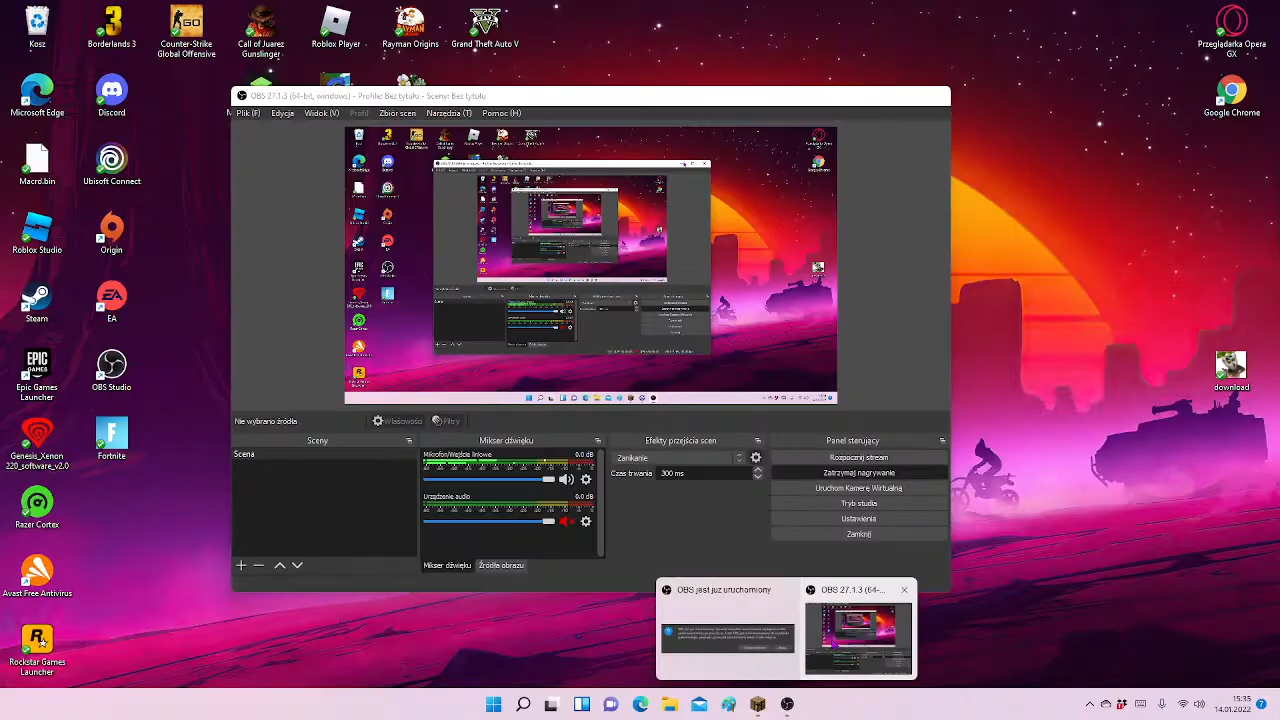 Kosz
Borderlands 3
Counter-Strike
Global Offensive
Call of Juarez
Gunslinger
Roblox Player
Rayman Origins
Grand Theft Auto V
Przeglądarka Opera
GX
Microsoft Edge
Discord
Google Chrome
Macro.bin
Ubisoft Connect
Roblox Studio
Origin
Steam
EA
EPIC
GAMES
Epic Games
Launcher
OBS Studio
download
Genesis_Xenon
220_software_v2.0
Fortnite
Razer Cortex
Avast Free Antivirus
Rockstar Games
Launcher
OBS 27.1.3 (64-bit, windows) - Profile: Bez tytułu - Sceny: Bez tytułu
Plik (F)
Edycja
Widok (V)
Profil
Zbiór scen
Narzędzia (T)
Pomoc (H)
Nie wybrano źródła
Właściwości
Filtry
Sceny
Scena
Mikser dźwięku
Mikrofon/Wejście liniowe
0.0 dB
Urządzenie audio
0.0 dB
Mikser dźwięku
Źródła obrazu
Efekty przejścia scen
Zanikanie
Czas trwania
300 ms
Panel sterujący
Rozpocznij stream
Zatrzymaj nagrywanie
Uruchom Kamerę Wirtualną
Tryb studia
Ustawienia
Zamknij
OBS jest już uruchomiony
OBS 27.1.3 (64-...
15:35
14.01.2022